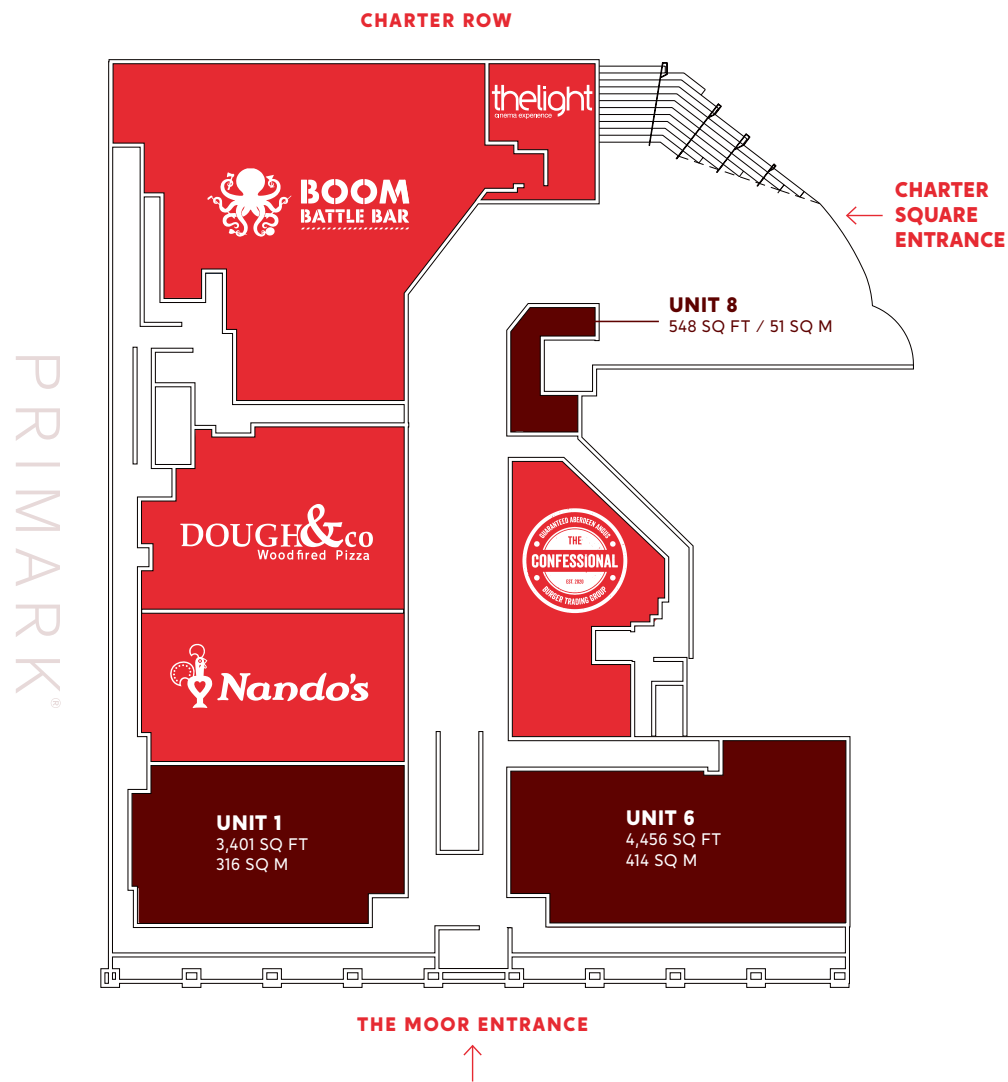 CHARTER ROW
thelight
cinema experience
BOOM
BATTLE BAR
CHARTER
SQUARE
ENTRANCE
UNIT 8
548 SQ FT / 51 SQ M
PRIMARK®
DOUGH&co
Woodfired Pizza
GUARANTEED ABERDEEN ANGUS
THE
CONFESSIONAL
EST. 2020
BURGER TRADING GROUP
Nando's
UNIT 1
3,401 SQ FT
316 SQ M
UNIT 6
4,456 SQ FT
414 SQ M
THE MOOR ENTRANCE